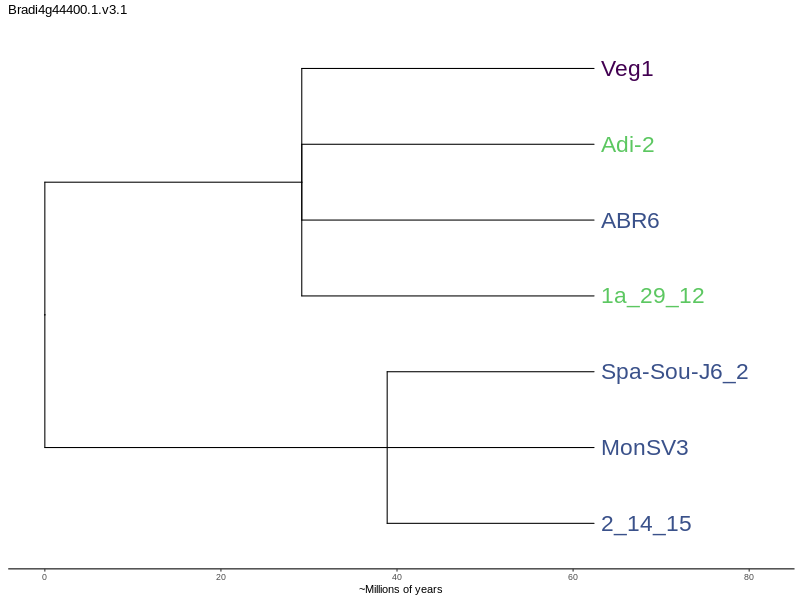 Bradi4g44400.1.v3.1
Veg1
Adi-2
ABR6
1a_29_12
Spa-Sou-J6_2
MonSV3
2_14_15
0 20 40 60 80
~Millions of years